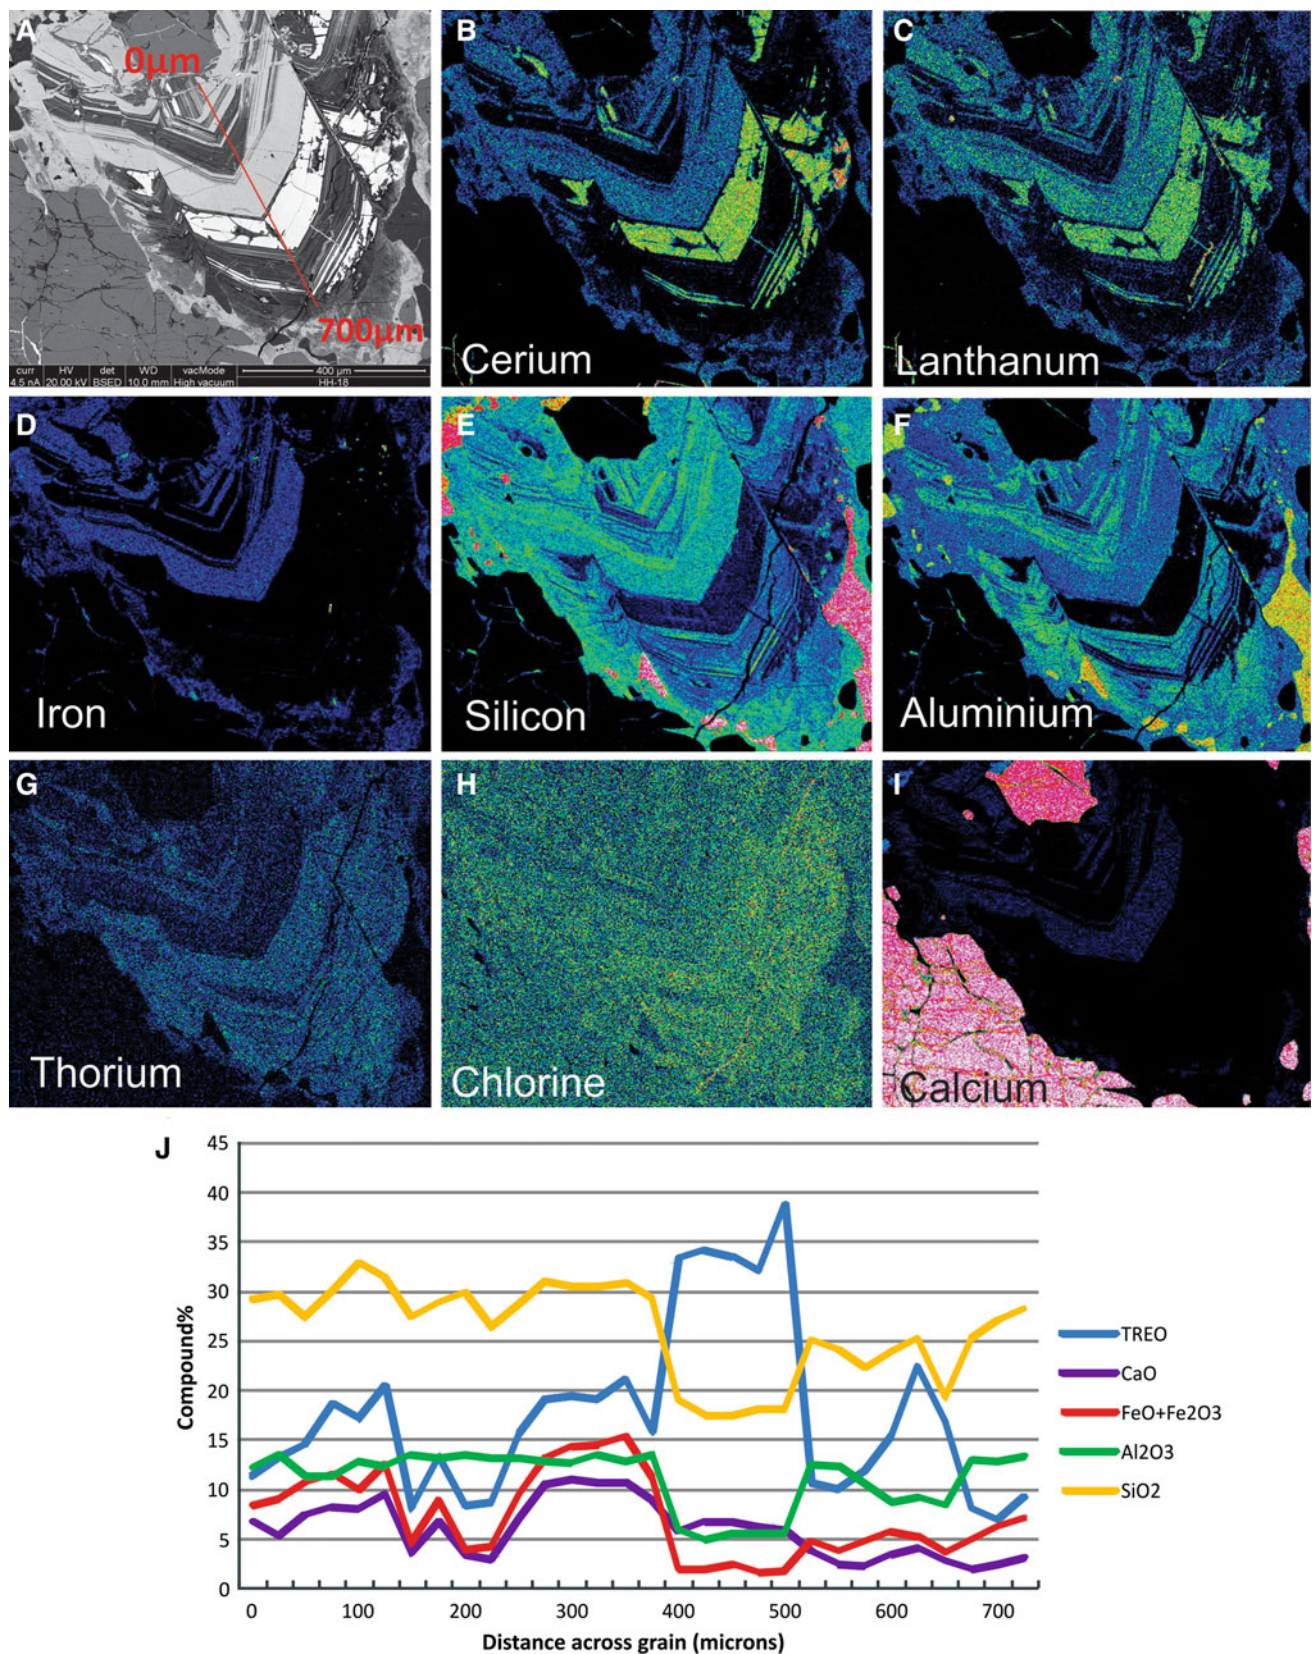 A
0µm
700µm
curr HV det WD vacMode 400 µm
4.5 nA 20.00 kV BSED 10.0 mm High vacuum HH-18
B
Cerium
C
Lanthanum
D
Iron
E
Silicon
F
Aluminium
G
Thorium
H
Chlorine
I
Calcium
J
45
40
35
30
25
20
15
10
5
0
Compound%
0 100 200 300 400 500 600 700
Distance across grain (microns)
TREO
CaO
FeO+Fe2O3
Al2O3
SiO2